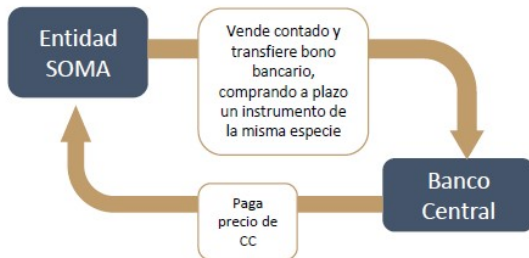 Entidad
SOMA
Vende contado y
transfiere bono
bancario,
comprando a plazo
un instrumento de
la misma especie
Banco
Central
Paga
precio de
CC